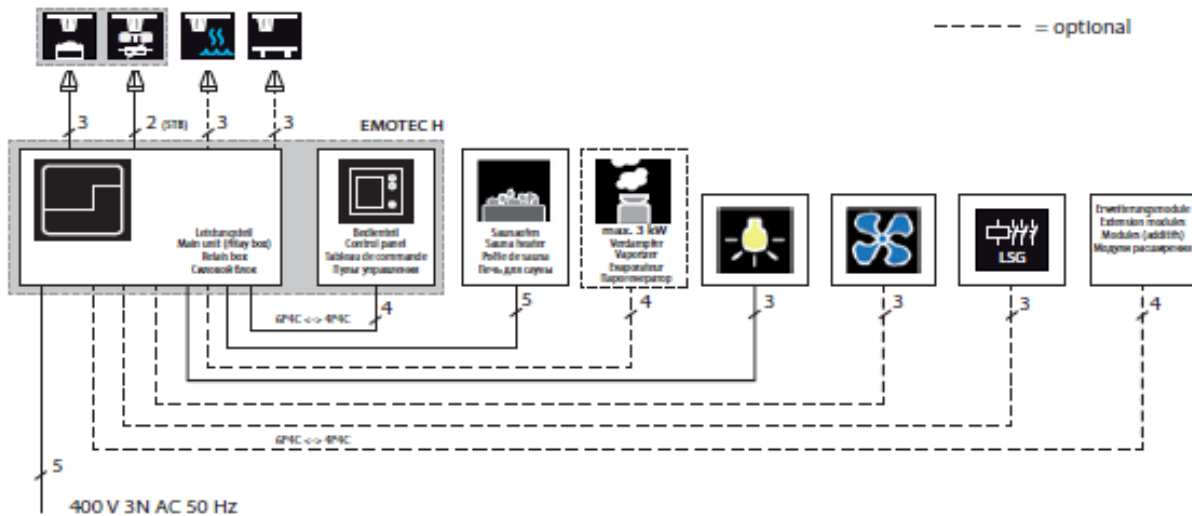 = optional
3
2 (STB)
3
3
EMOTEC H
Leistungsteil
Main unit (relay box)
Relais box
Силовой блок
Bedienteil
Control panel
Tableau de commande
Пульт управления
Saunaofen
Sauna heater
Poêle de sauna
Печь для сауны
max. 3 kW
Verdampfer
Vaporizer
Evaporateur
Парогенератор
LSG
Erweiterungsmodule
Extension modules
Modules (additifs)
Модули расширения
6P4C <-> 4P4C
4
5
4
3
3
3
4
6P4C <-> 4P4C
5
400 V 3N AC 50 Hz